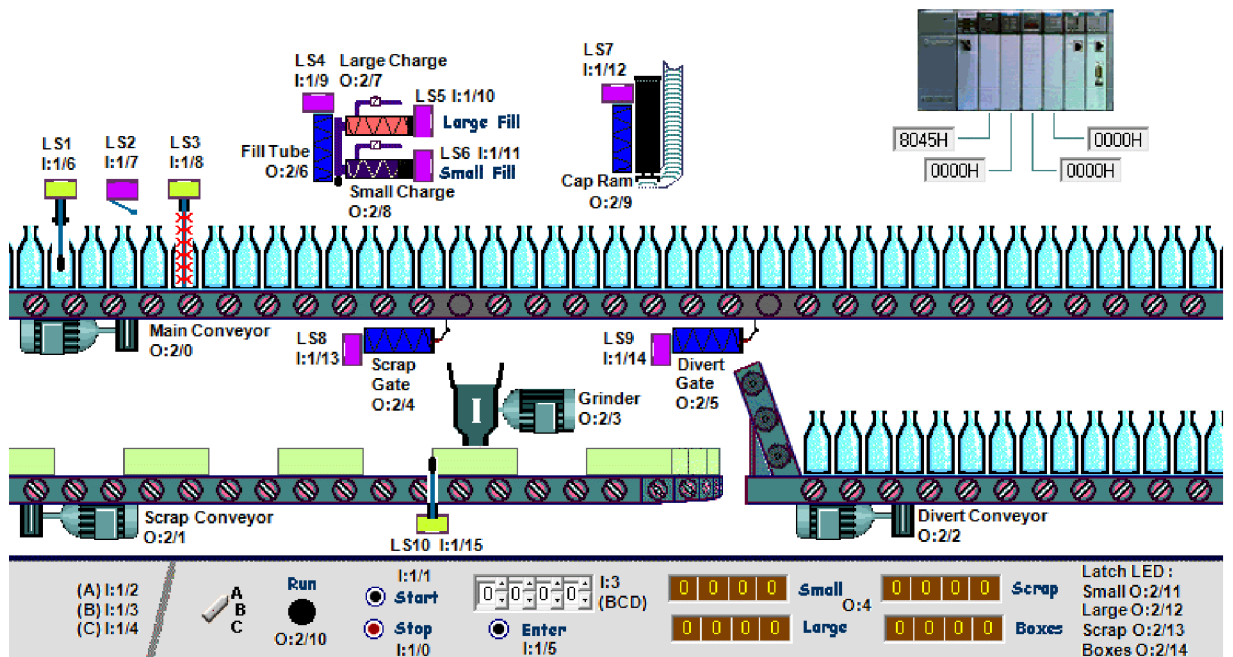 LS4
I:1/9
Large Charge
O:2/7
LS5 I:1/10
Large Fill
LS7
I:1/12
LS1
I:1/6
LS2
I:1/7
LS3
I:1/8
Fill Tube
O:2/6
LS6 I:1/11
Small Fill
Small Charge
O:2/8
Cap Ram
O:2/9
8045H
0000H
0000H
0000H
Main Conveyor
O:2/0
LS8
I:1/13
Scrap
Gate
O:2/4
LS9
I:1/14
Divert
Gate
O:2/5
I
Grinder
O:2/3
Scrap Conveyor
O:2/1
LS10 I:1/15
Divert Conveyor
O:2/2
(A) I:1/2
(B) I:1/3
(C) I:1/4
A
B
C
Run
O:2/10
I:1/1
Start
Stop
I:1/0
0 0 0 0
I:3
(BCD)
Enter
I:1/5
0 0 0 0 Small
0 0 0 0 Large
O:4
0 0 0 0 Scrap
0 0 0 0 Boxes
Latch LED :
Small O:2/11
Large O:2/12
Scrap O:2/13
Boxes O:2/14